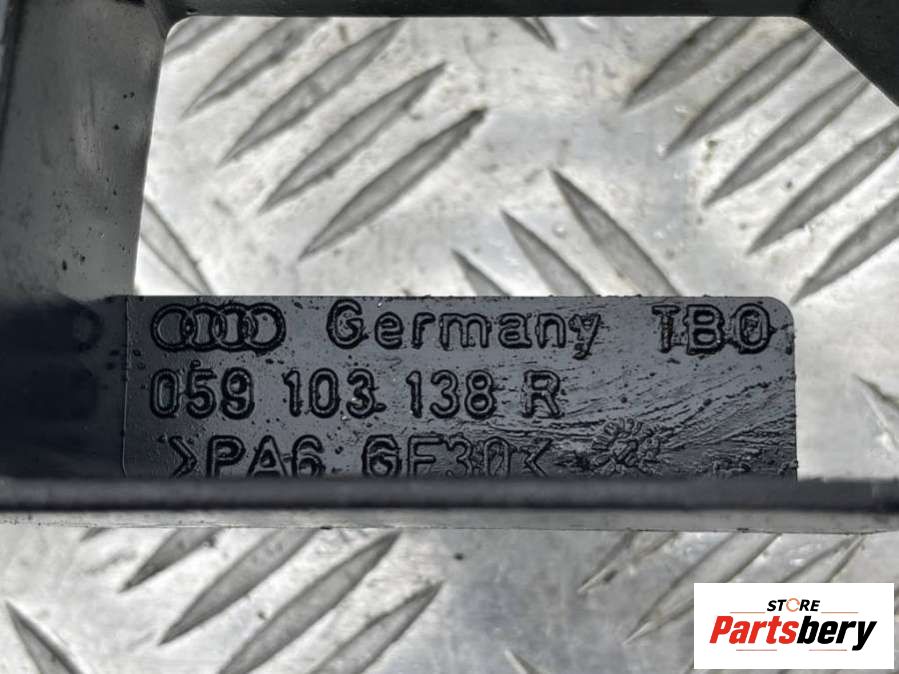 Germany TBO
059 103 138 R
>PA6 GF30<
STORE
Partsbery